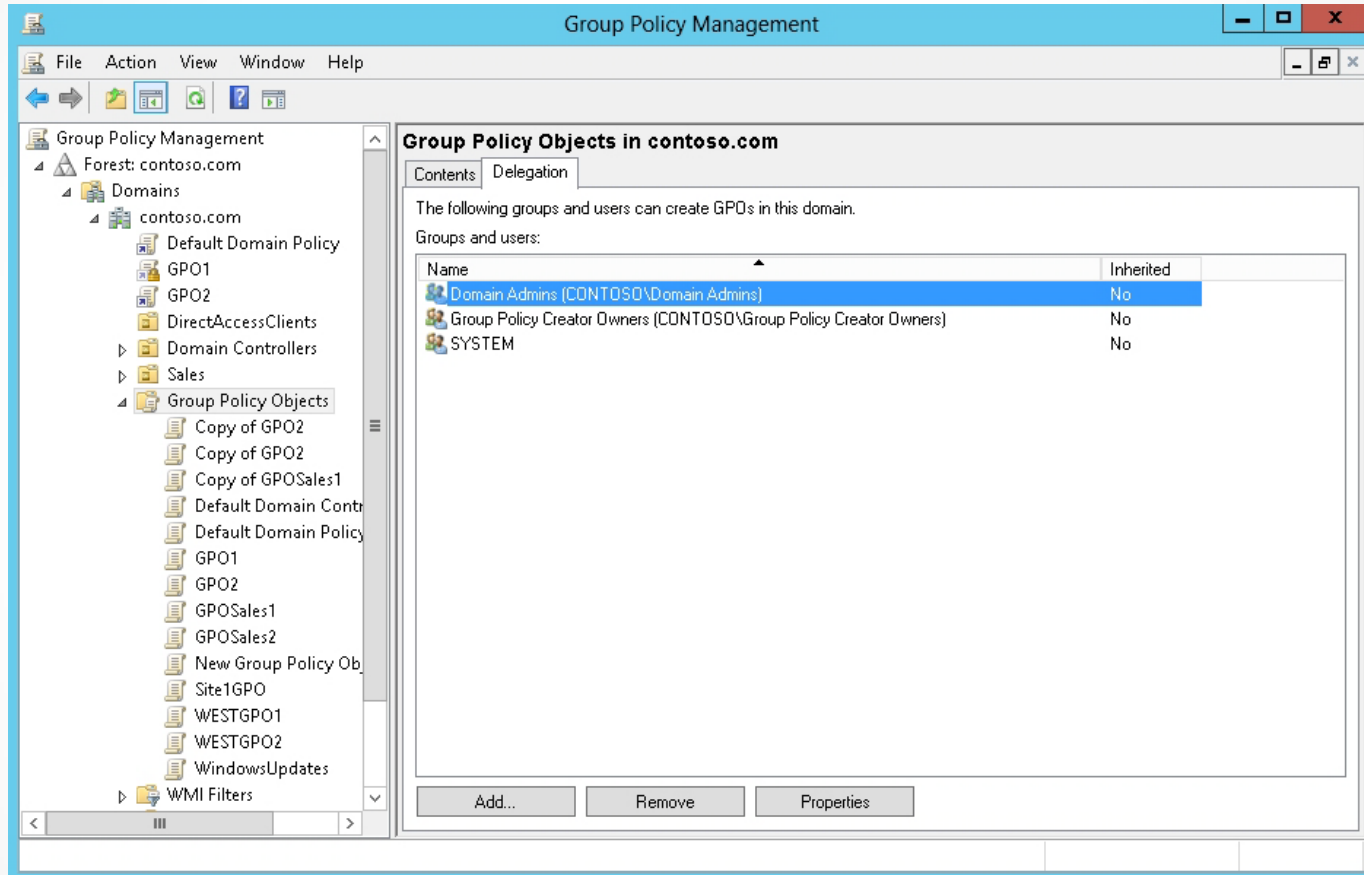 Group Policy Management
File Action View Window Help
Group Policy Management
Forest: contoso.com
Domains
contoso.com
Default Domain Policy
GPO1
GPO2
DirectAccessClients
Domain Controllers
Sales
Group Policy Objects
Copy of GPO2
Copy of GPO2
Copy of GPOSales1
Default Domain Contr
Default Domain Policy
GPO1
GPO2
GPOSales1
GPOSales2
New Group Policy Obj
Site1GPO
WESTGPO1
WESTGPO2
WindowsUpdates
WMI Filters
Group Policy Objects in contoso.com
Contents Delegation
The following groups and users can create GPOs in this domain.
Groups and users:
Name Inherited
Domain Admins (CONTOSO\Domain Admins) No
Group Policy Creator Owners (CONTOSO\Group Policy Creator Owners) No
SYSTEM No
Add... Remove Properties